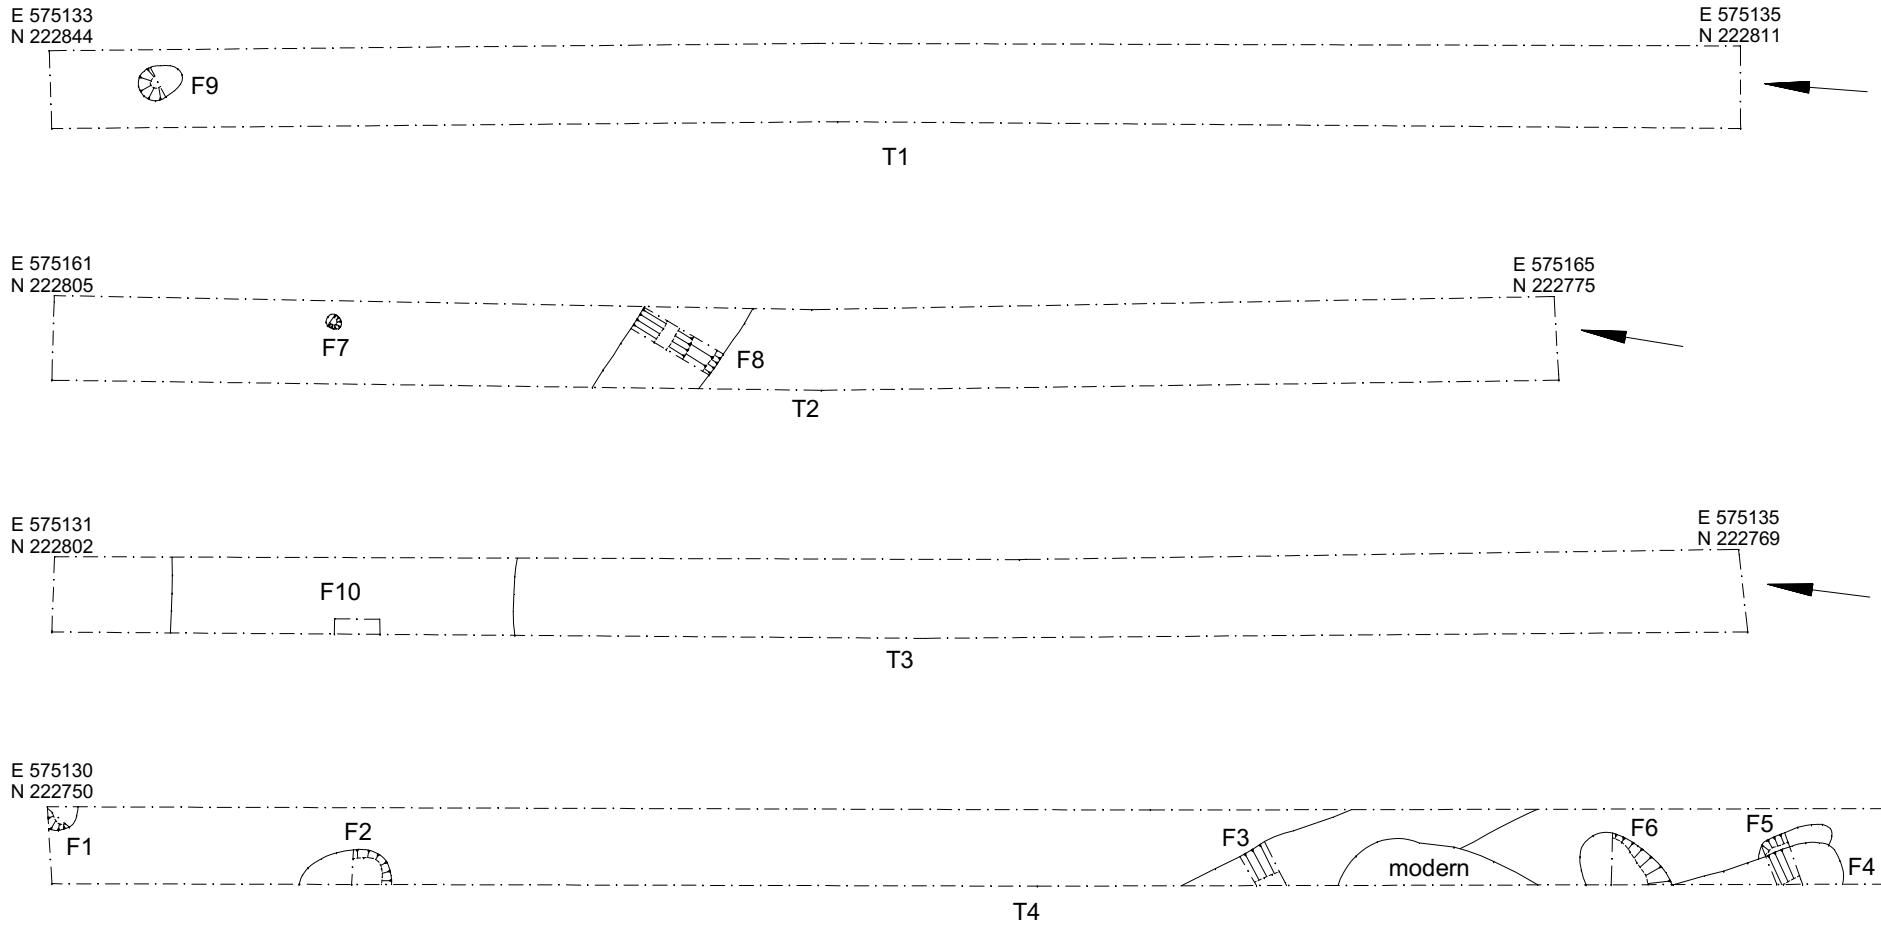 E 575133
N 222844
E 575135
N 222811
F9
T1
E 575161
N 222805
E 575165
N 222775
F7
F8
T2
E 575131
N 222802
E 575135
N 222769
F10
T3
E 575130
N 222750
F1
F2
F3
modern
F6
F5
F4
T4